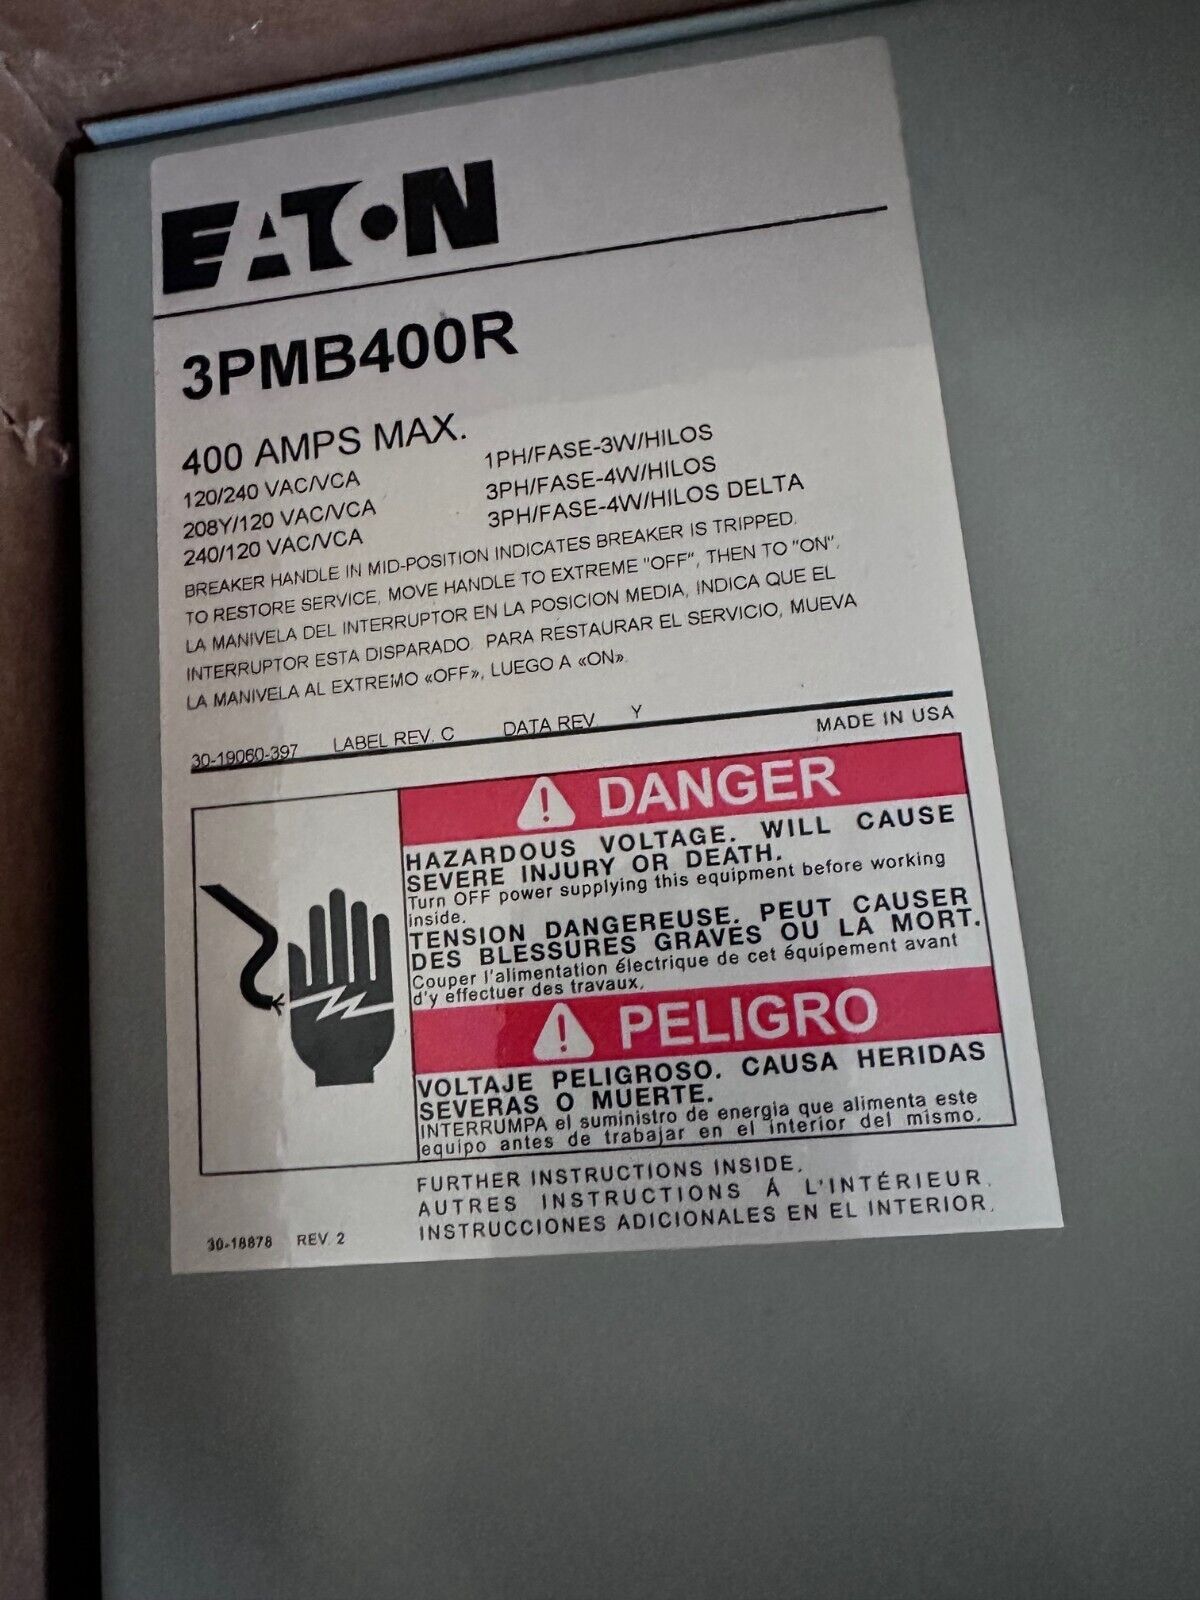 EATON
3PMB400R
400 AMPS MAX.
120/240 VAC/VCA 1PH/FASE-3W/HILOS
208Y/120 VAC/VCA 3PH/FASE-4W/HILOS
240/120 VAC/VCA 3PH/FASE-4W/HILOS DELTA
BREAKER HANDLE IN MID-POSITION INDICATES BREAKER IS TRIPPED.
TO RESTORE SERVICE, MOVE HANDLE TO EXTREME "OFF", THEN TO "ON".
LA MANIVELA DEL INTERRUPTOR EN LA POSICION MEDIA, INDICA QUE EL
INTERRUPTOR ESTA DISPARADO. PARA RESTAURAR EL SERVICIO, MUEVA
LA MANIVELA AL EXTREMO «OFF», LUEGO A «ON».
30-19060-397 LABEL REV. C DATA REV Y MADE IN USA
DANGER
HAZARDOUS VOLTAGE. WILL CAUSE
SEVERE INJURY OR DEATH.
Turn OFF power supplying this equipment before working
inside.
TENSION DANGEREUSE. PEUT CAUSER
DES BLESSURES GRAVES OU LA MORT.
Couper l'alimentation électrique de cet équipement avant
d'y effectuer des travaux.
PELIGRO
VOLTAJE PELIGROSO. CAUSA HERIDAS
SEVERAS O MUERTE.
INTERRUMPA el suministro de energia que alimenta este
equipo antes de trabajar en el interior del mismo.
FURTHER INSTRUCTIONS INSIDE.
AUTRES INSTRUCTIONS Á L'INTÉRIEUR.
INSTRUCCIONES ADICIONALES EN EL INTERIOR.
30-18878 REV. 2